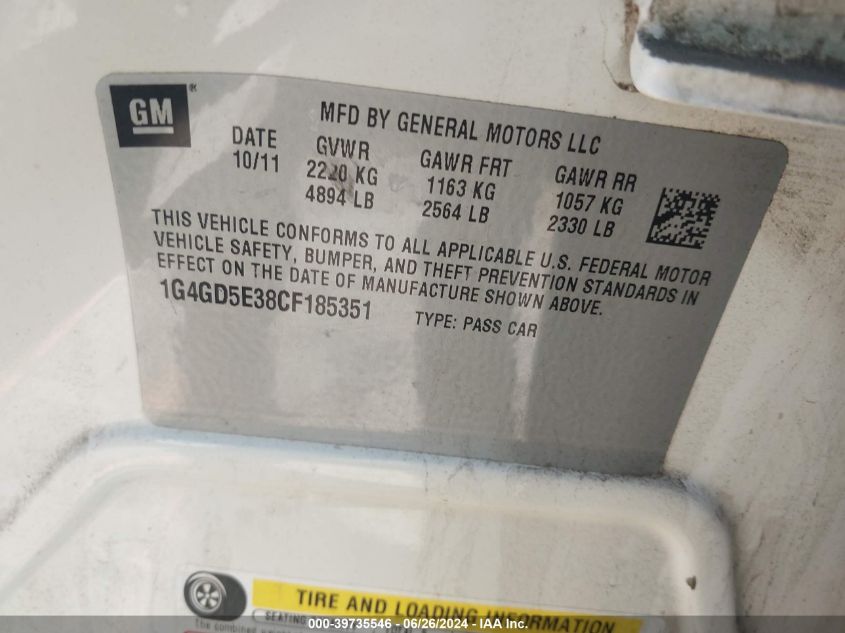 GM ®
MFD BY GENERAL MOTORS LLC
DATE GVWR GAWR FRT GAWR RR
10/11 2220 KG 1163 KG 1057 KG
4894 LB 2564 LB 2330 LB
THIS VEHICLE CONFORMS TO ALL APPLICABLE U.S. FEDERAL MOTOR
VEHICLE SAFETY, BUMPER, AND THEFT PREVENTION STANDARDS IN
EFFECT ON THE DATE OF MANUFACTURE SHOWN ABOVE.
1G4GD5E38CF185351 TYPE: PASS CAR
TIRE AND LOADING INFORMATION
SEATING
The combined
000-39735546 - 06/26/2024 - IAA Inc.